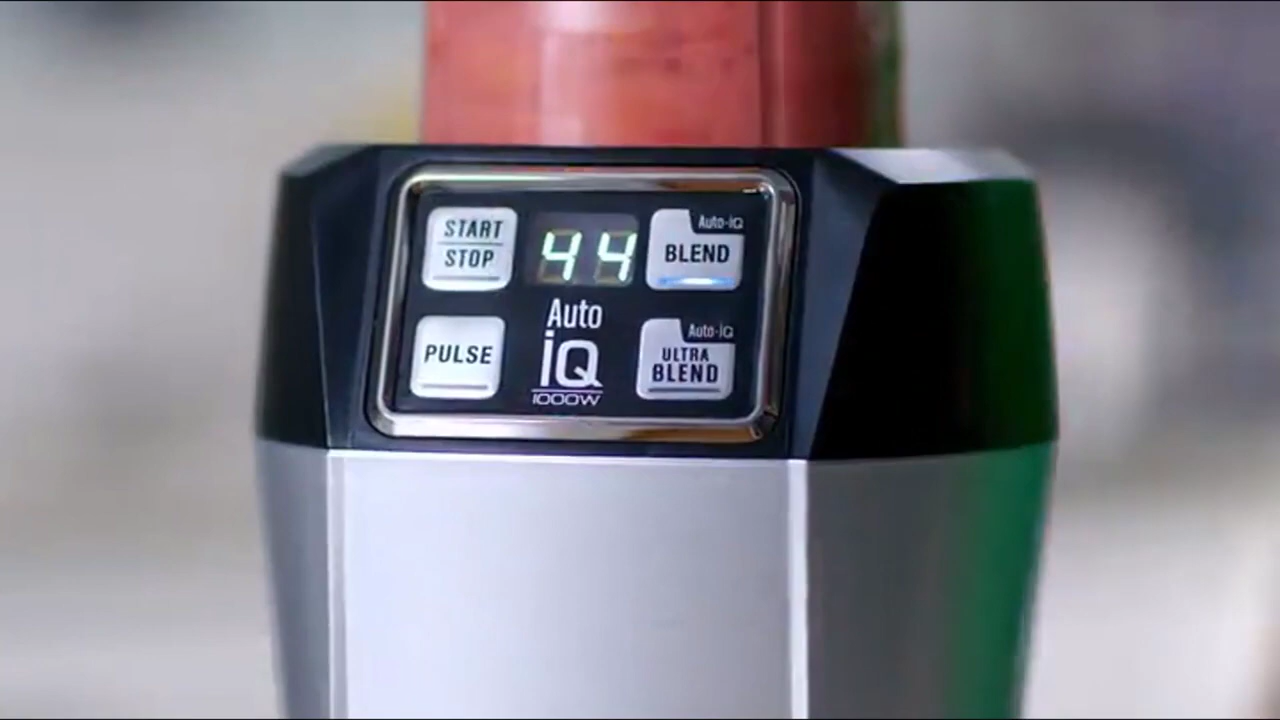 START
STOP
44
Auto-iQ
BLEND
PULSE
Auto
iQ
1000W
Auto-iQ
ULTRA
BLEND